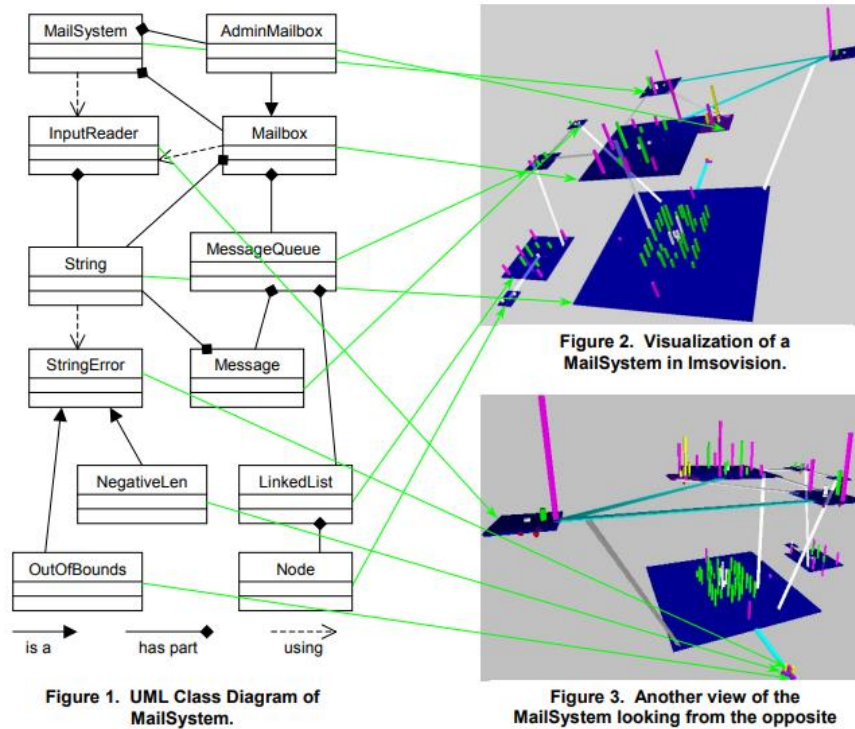 MailSystem
AdminMailbox
InputReader
Mailbox
String
MessageQueue
StringError
Message
NegativeLen
LinkedList
OutOfBounds
Node
is a
has part
using
Figure 1. UML Class Diagram of
MailSystem.
Figure 2. Visualization of a
MailSystem in Imsovision.
Figure 3. Another view of the
MailSystem looking from the opposite